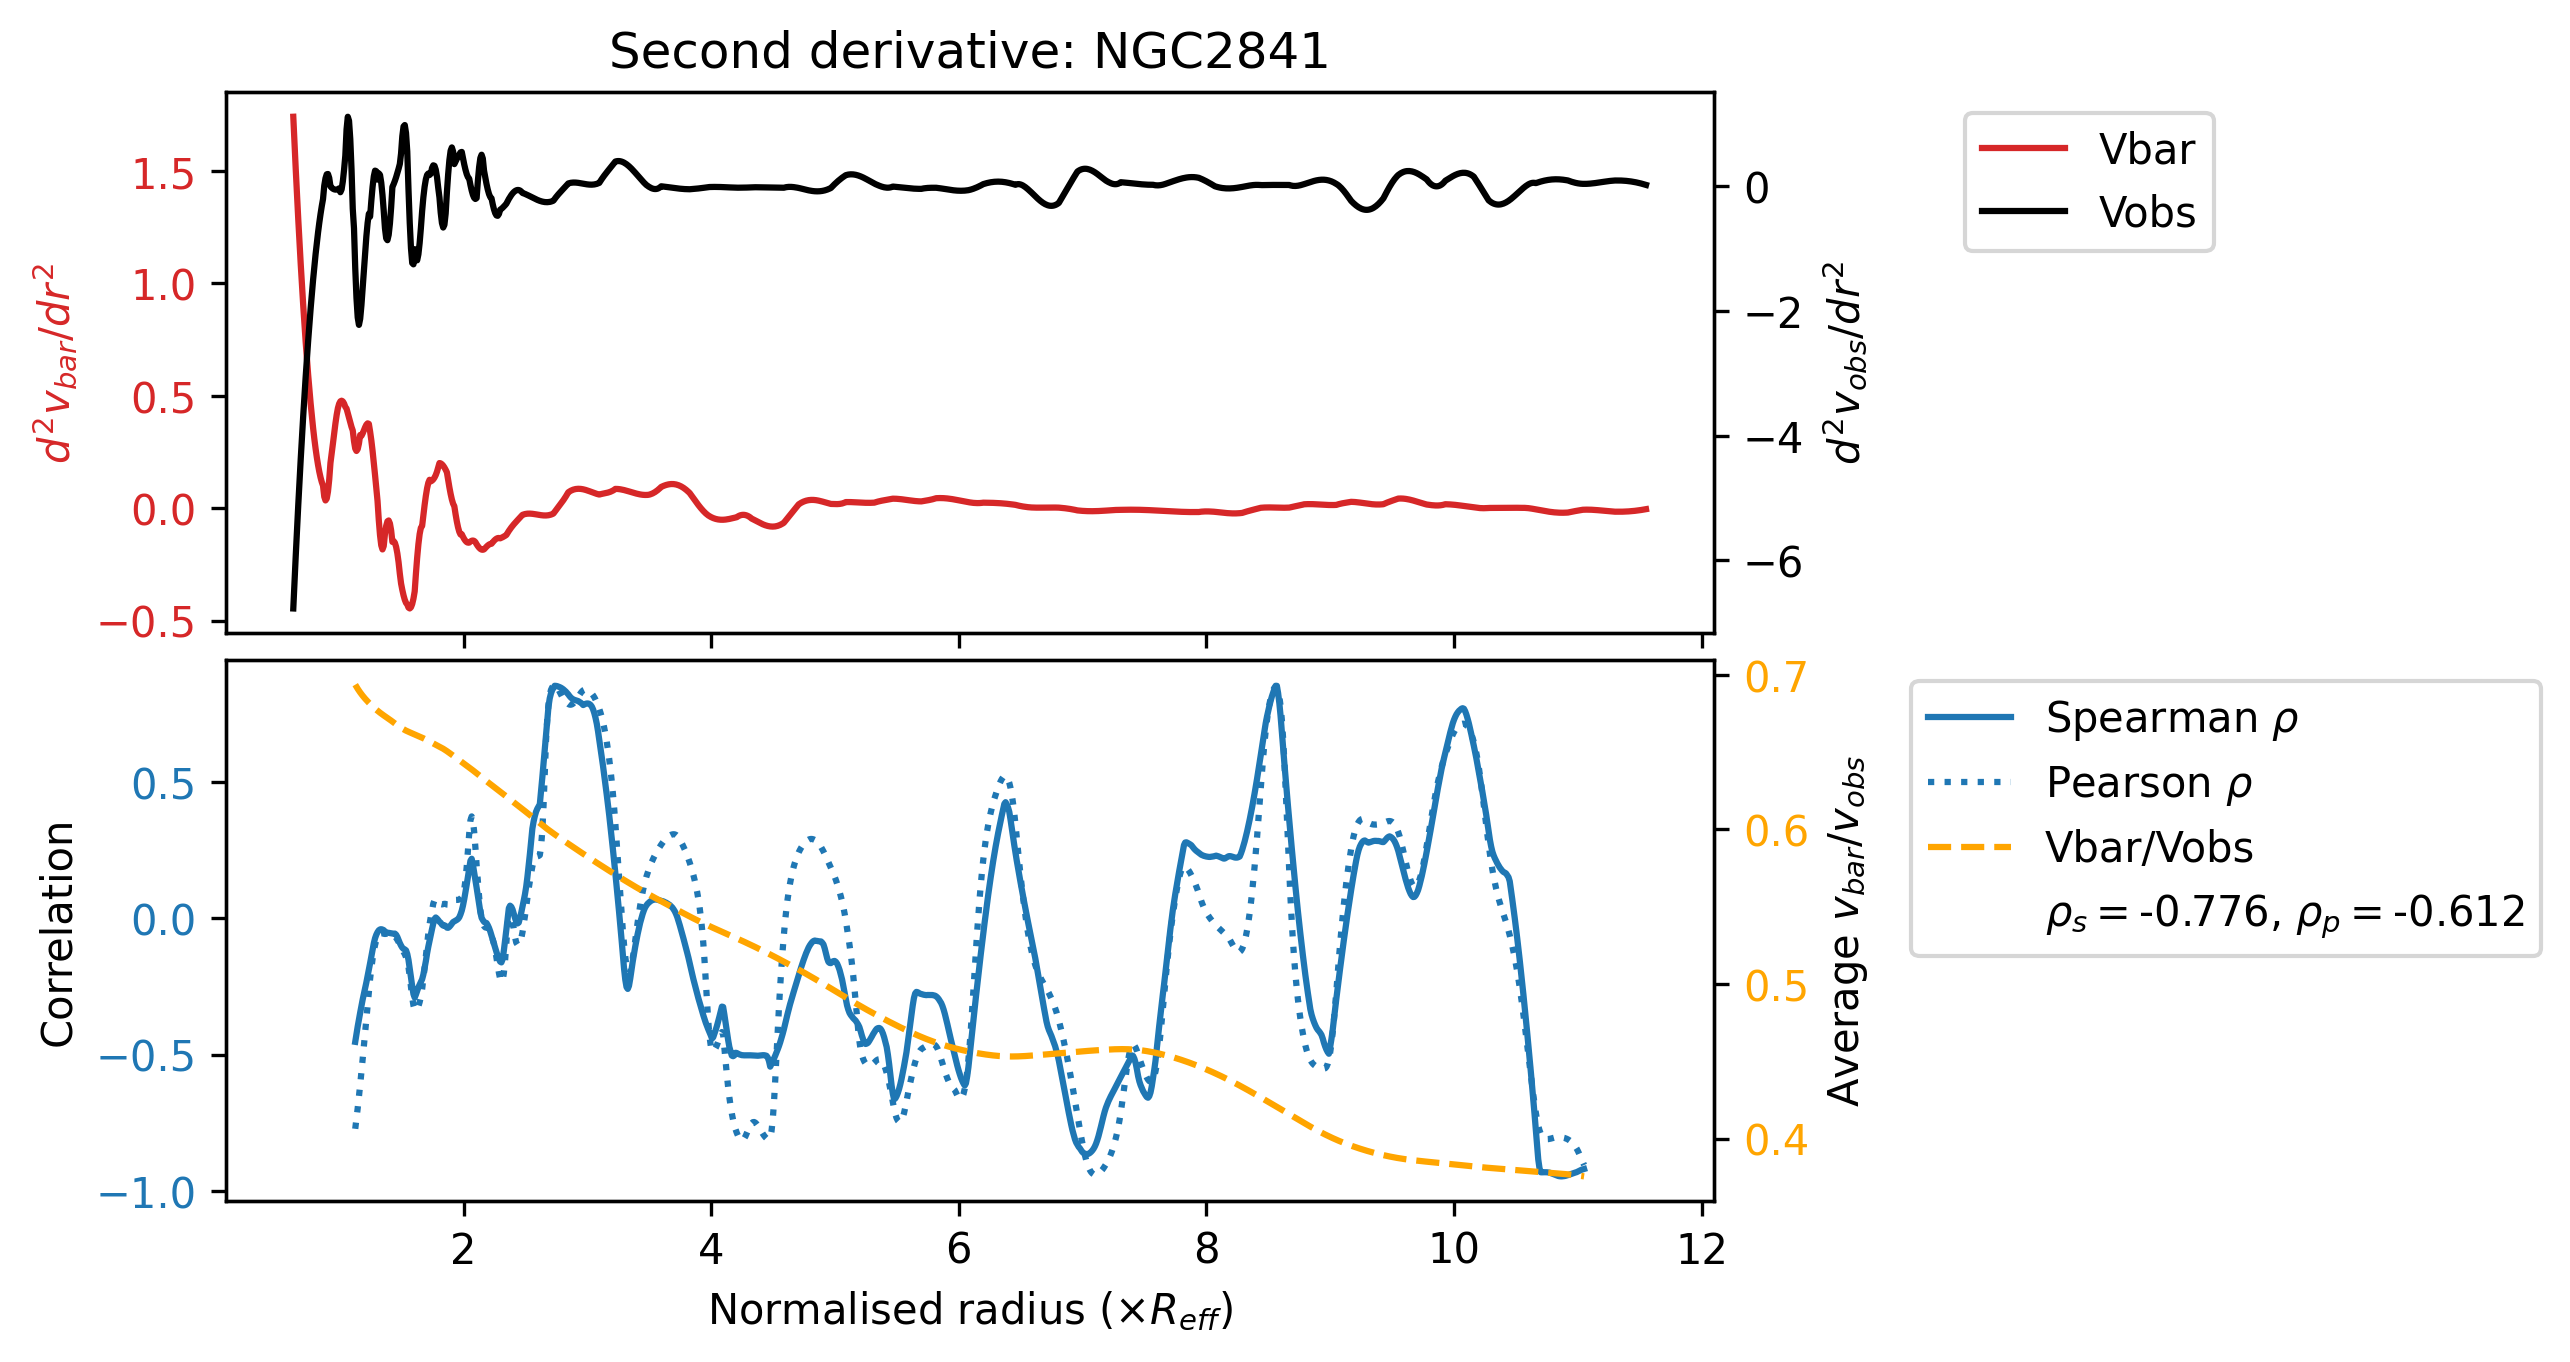 Second derivative: NGC2841
d²v_bar/dr²
1.5
1.0
0.5
0.0
−0.5
0
−2
−4
−6
d²v_obs/dr²
Vbar
Vobs
Correlation
0.5
0.0
−0.5
−1.0
0.7
0.6
0.5
0.4
Average v_bar/v_obs
Spearman ρ
Pearson ρ
Vbar/Vobs
ρ_s = -0.776, ρ_p = -0.612
2 4 6 8 10 12
Normalised radius (×R_eff)